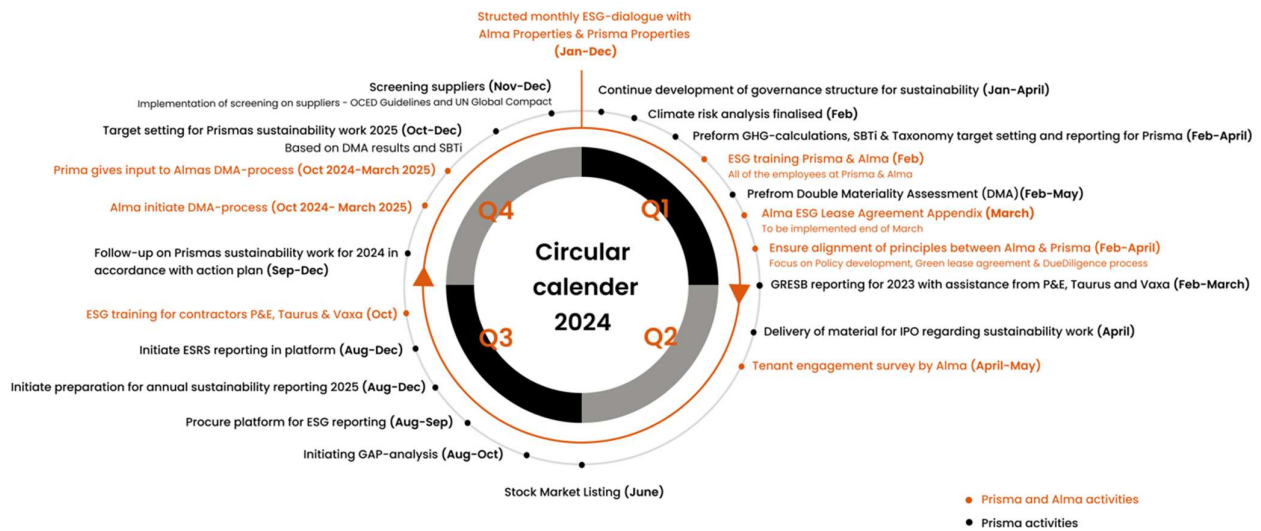 Structed monthly ESG-dialogue with
Alma Properties & Prisma Properties
(Jan-Dec)
Continue development of governance structure for sustainability (Jan-April)
Climate risk analysis finalised (Feb)
Preform GHG-calculations, SBTi & Taxonomy target setting and reporting for Prisma (Feb-April)
ESG training Prisma & Alma (Feb)
All of the employees at Prisma & Alma
Prefrom Double Materiality Assessment (DMA)(Feb-May)
Alma ESG Lease Agreement Appendix (March)
To be implemented end of March
Ensure alignment of principles between Alma & Prisma (Feb-April)
Focus on Policy development, Green lease agreement & DueDiligence process
GRESB reporting for 2023 with assistance from P&E, Taurus and Vaxa (Feb-March)
Delivery of material for IPO regarding sustainability work (April)
Tenant engagement survey by Alma (April-May)
Stock Market Listing (June)
Initiating GAP-analysis (Aug-Oct)
Procure platform for ESG reporting (Aug-Sep)
Initiate preparation for annual sustainability reporting 2025 (Aug-Dec)
Initiate ESRS reporting in platform (Aug-Dec)
ESG training for contractors P&E, Taurus & Vaxa (Oct)
Follow-up on Prismas sustainability work for 2024 in
accordance with action plan (Sep-Dec)
Alma initiate DMA-process (Oct 2024- March 2025)
Prima gives input to Almas DMA-process (Oct 2024-March 2025)
Target setting for Prismas sustainability work 2025 (Oct-Dec)
Based on DMA results and SBTi
Screening suppliers (Nov-Dec)
Implementation of screening on suppliers - OCED Guidelines and UN Global Compact
Q1
Q2
Q3
Q4
Circular
calender
2024
Prisma and Alma activities
Prisma activities